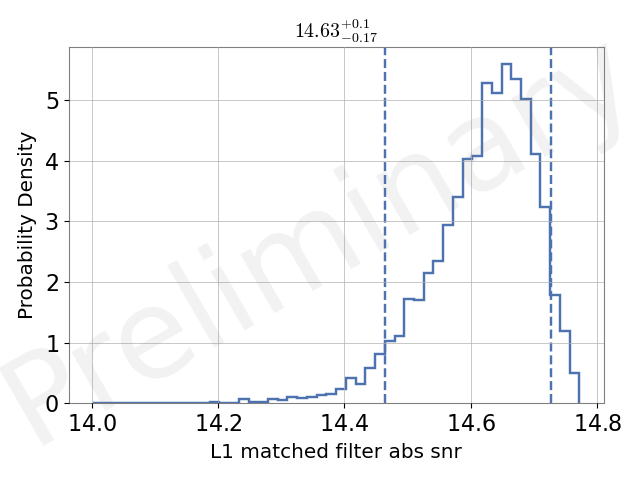 14.63+0.1−0.17
Preliminary
Probability Density
5
4
3
2
1
0
14.0 14.2 14.4 14.6 14.8
L1 matched filter abs snr